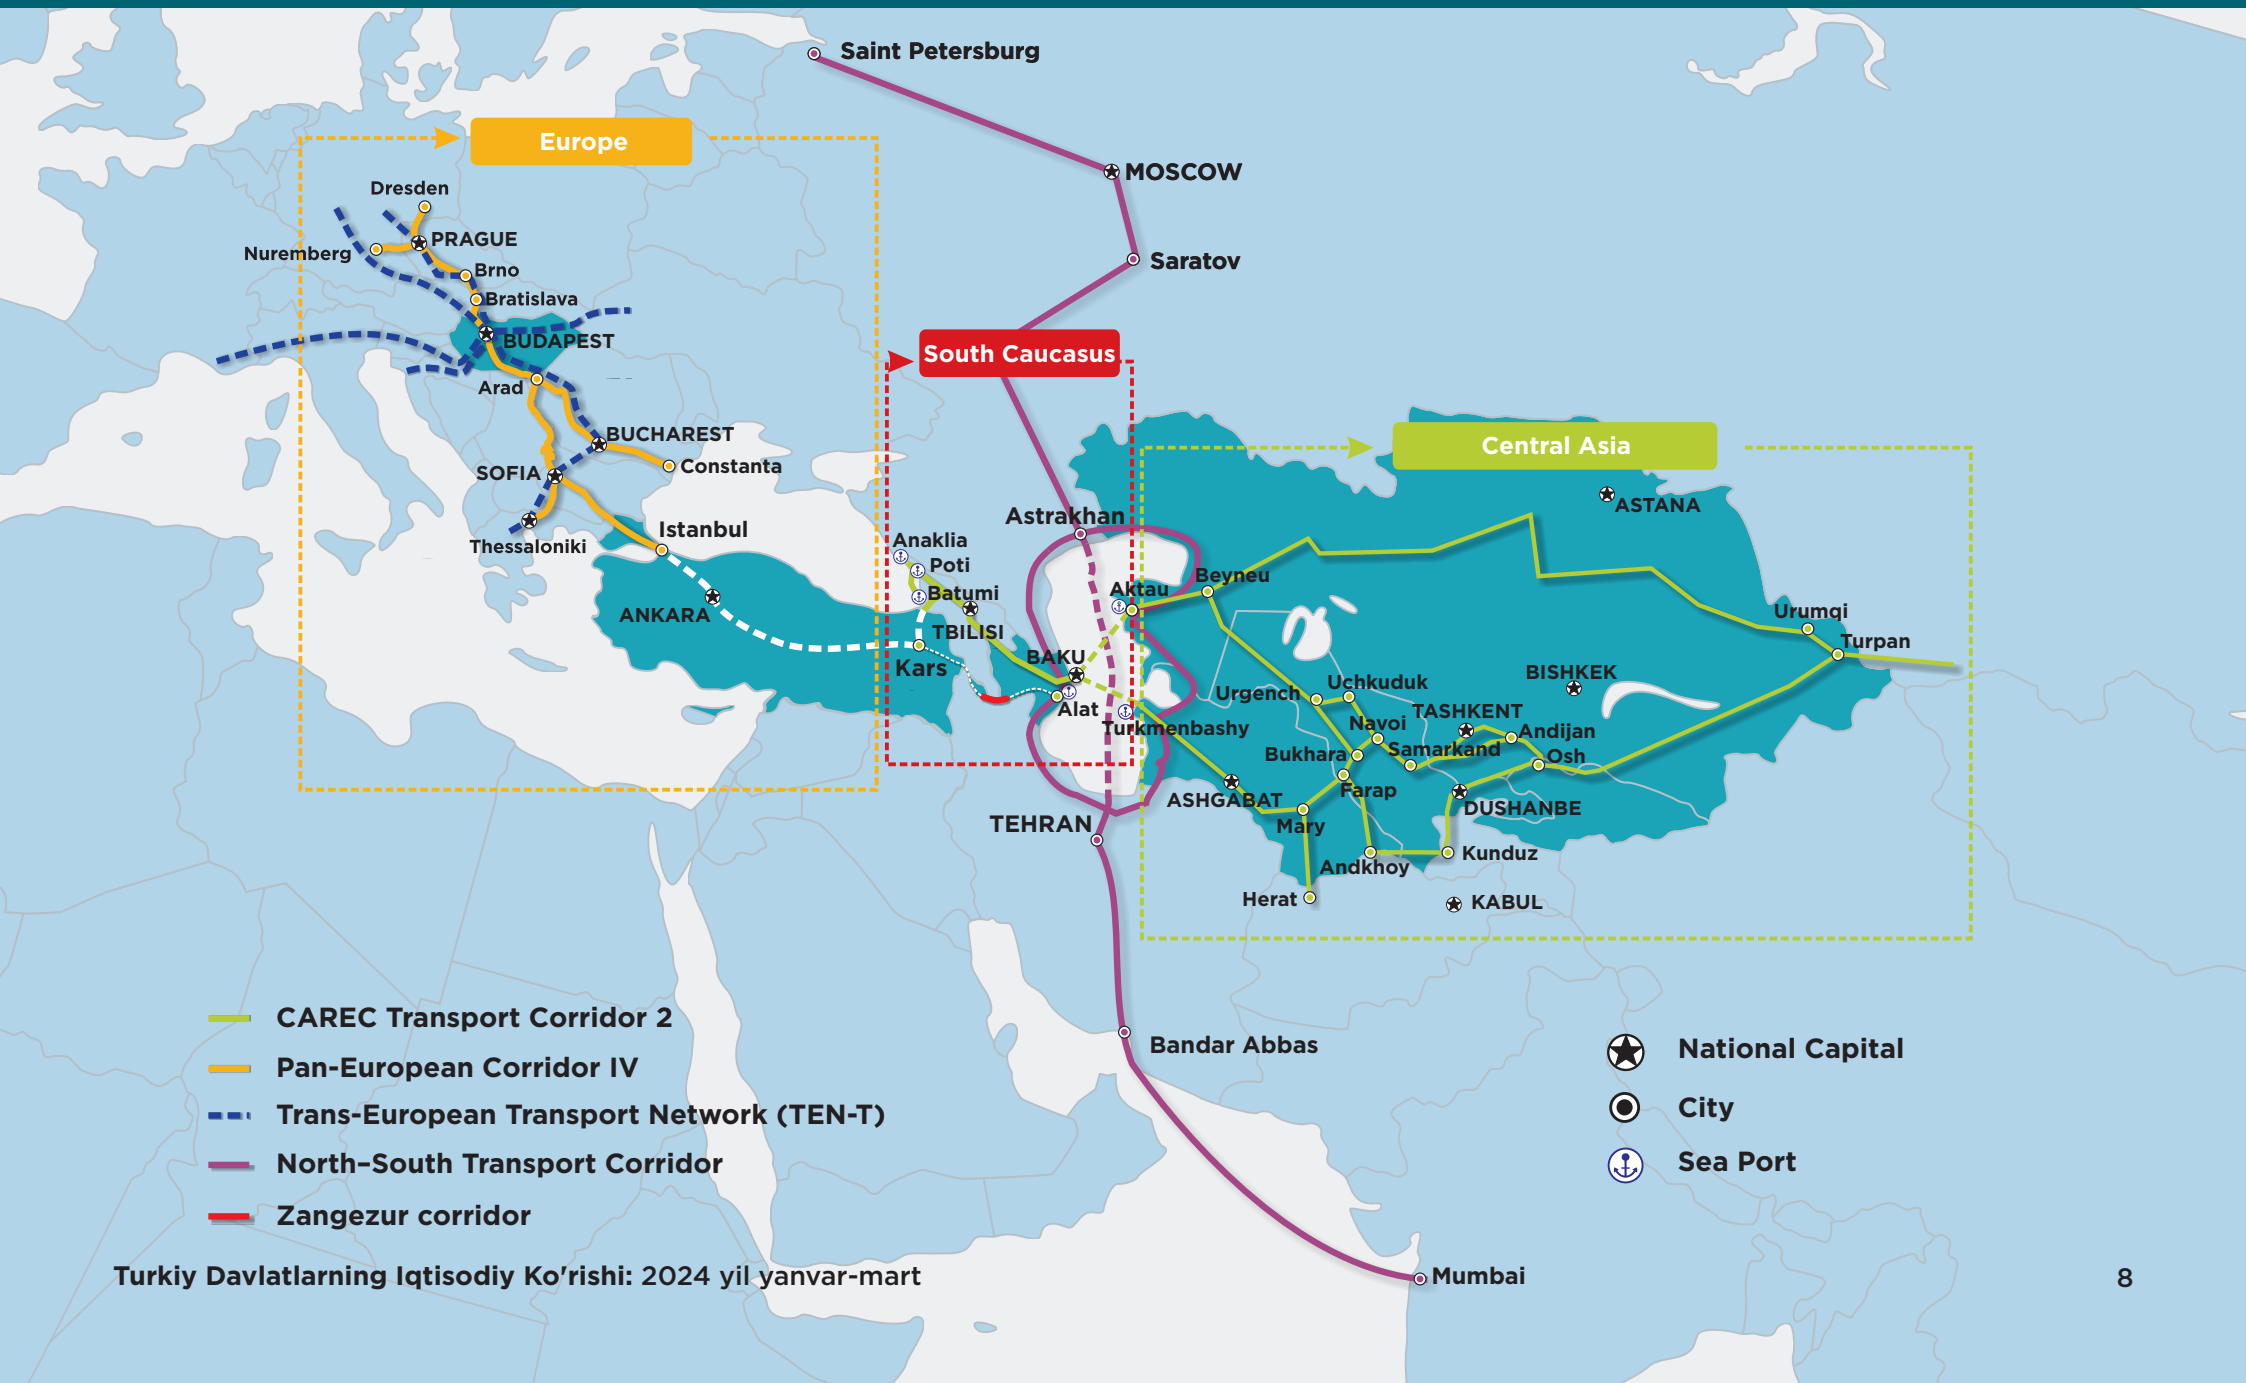 Saint Petersburg
Europe
MOSCOW
Dresden
PRAGUE
Nuremberg
Saratov
Brno
Bratislava
BUDAPEST
South Caucasus
Arad
BUCHAREST
Central Asia
Constanta
SOFIA
ASTANA
Astrakhan
Istanbul
Thessaloniki
Anaklia
Poti
Beyneu
Aktau
Batumi
ANKARA
Urumqi
TBILISI
Turpan
BAKU
Kars
BISHKEK
Uchkuduk
Urgench
Alat
TASHKENT
Navoi
Turkmenbashy
Andijan
Samarkand
Bukhara
Osh
Farap
ASHGABAT
DUSHANBE
TEHRAN
Mary
Kunduz
Andkhoy
Herat
KABUL
CAREC Transport Corridor 2
Bandar Abbas
National Capital
Pan-European Corridor IV
Trans-European Transport Network (TEN-T)
City
North–South Transport Corridor
Sea Port
Zangezur corridor
Turkiy Davlatlarning Iqtisodiy Ko'rishi: 2024 yil yanvar-mart
Mumbai
8